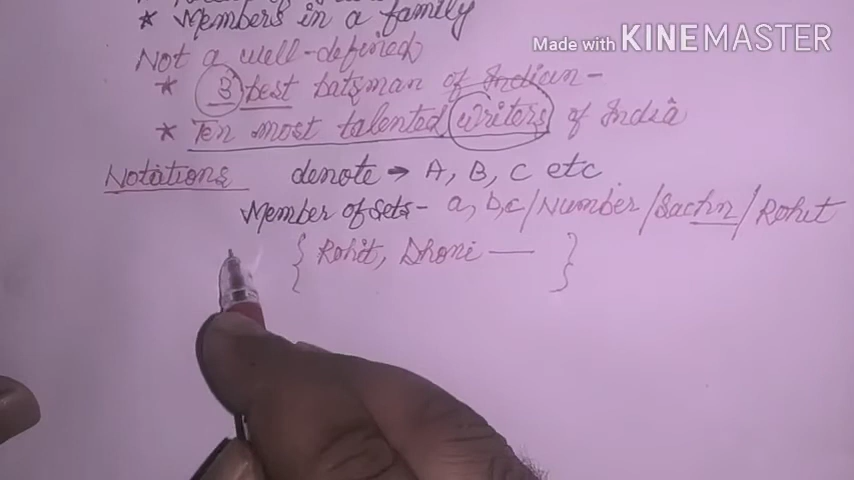 * Members in a family
Made with KINEMASTER
Not a well-defined
* 3 best batsman of Indian -
* Ten most talented writers of India
Notations denote → A, B, C etc
Member of sets - a, b, c / Number / Sachn / Rohit
{ Rohit, Dhoni — }